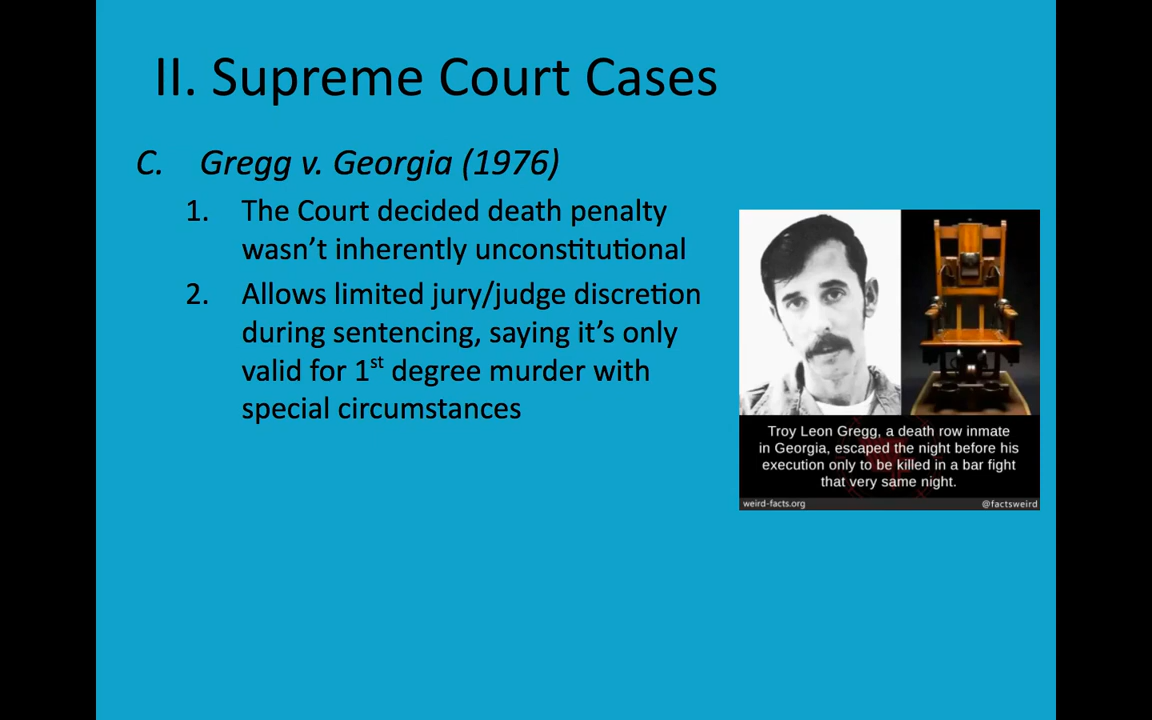 II. Supreme Court Cases
C. Gregg v. Georgia (1976)
1. The Court decided death penalty
wasn’t inherently unconstitutional
2. Allows limited jury/judge discretion
during sentencing, saying it’s only
valid for 1st degree murder with
special circumstances
Troy Leon Gregg, a death row inmate
in Georgia, escaped the night before his
execution only to be killed in a bar fight
that very same night.
weird-facts.org
@factsweird